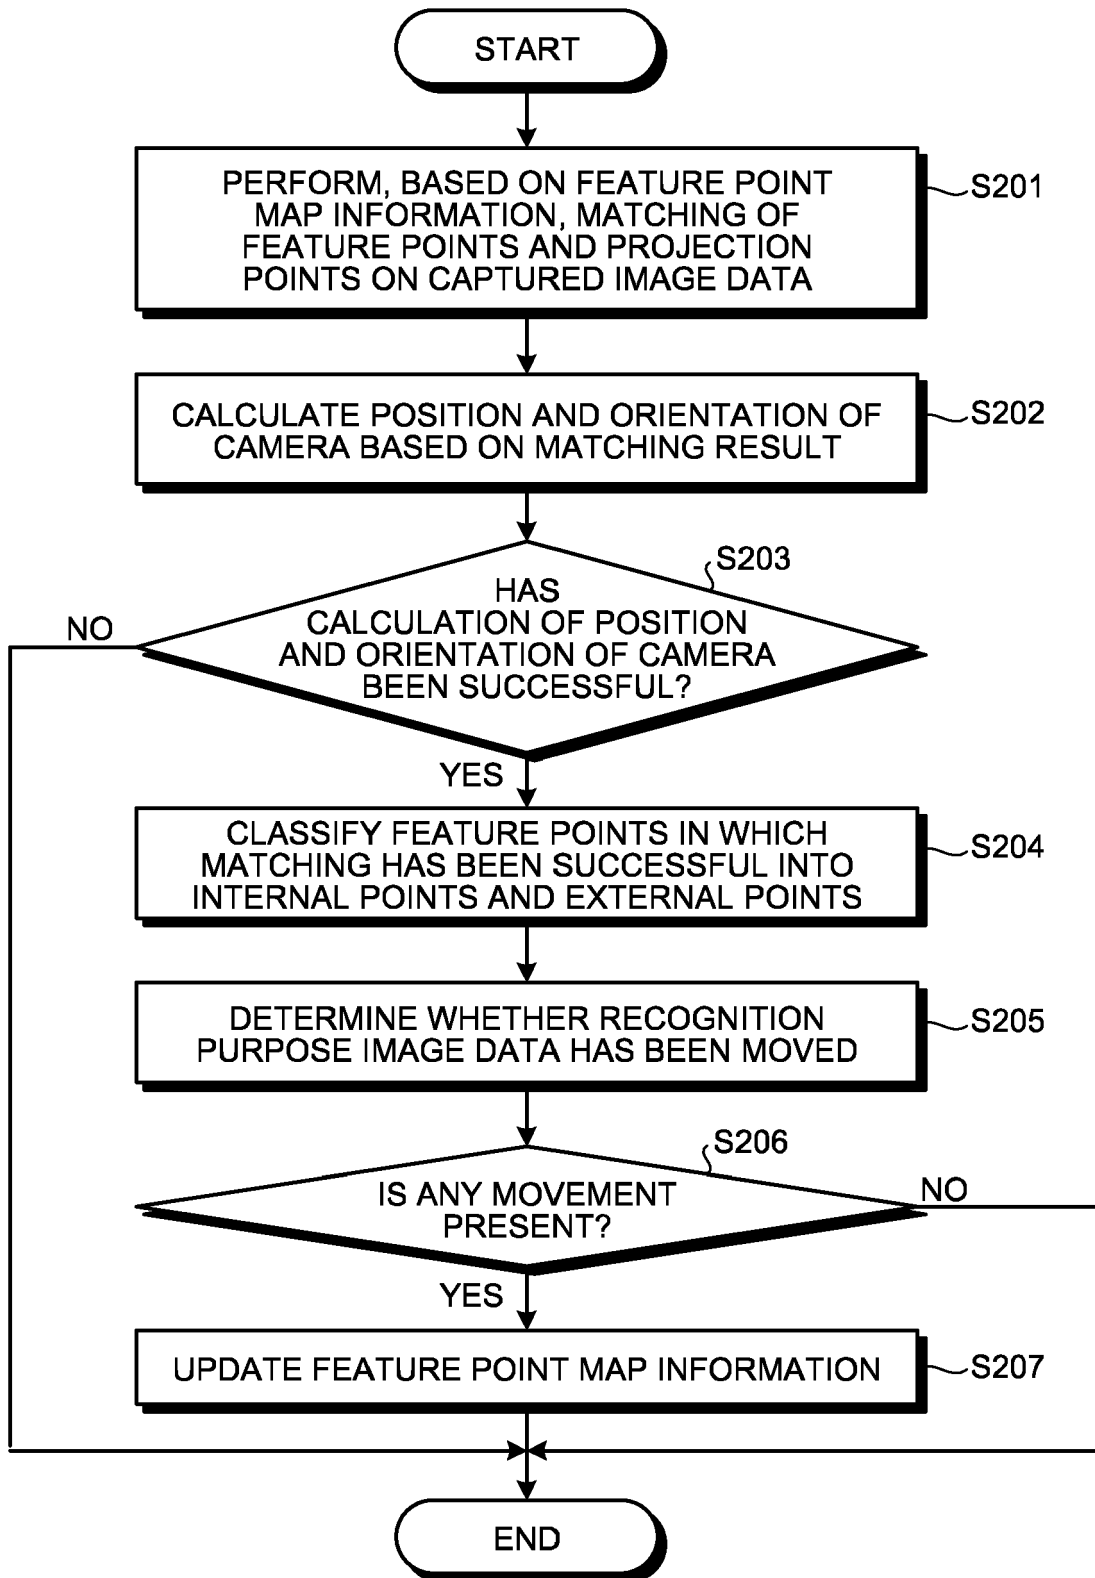 START
PERFORM, BASED ON FEATURE POINT
MAP INFORMATION, MATCHING OF
FEATURE POINTS AND PROJECTION
POINTS ON CAPTURED IMAGE DATA
S201
CALCULATE POSITION AND ORIENTATION OF
CAMERA BASED ON MATCHING RESULT
S202
S203
HAS
CALCULATION OF POSITION
AND ORIENTATION OF CAMERA
BEEN SUCCESSFUL?
NO
YES
CLASSIFY FEATURE POINTS IN WHICH
MATCHING HAS BEEN SUCCESSFUL INTO
INTERNAL POINTS AND EXTERNAL POINTS
S204
DETERMINE WHETHER RECOGNITION
PURPOSE IMAGE DATA HAS BEEN MOVED
S205
S206
IS ANY MOVEMENT
PRESENT?
NO
YES
UPDATE FEATURE POINT MAP INFORMATION
S207
END